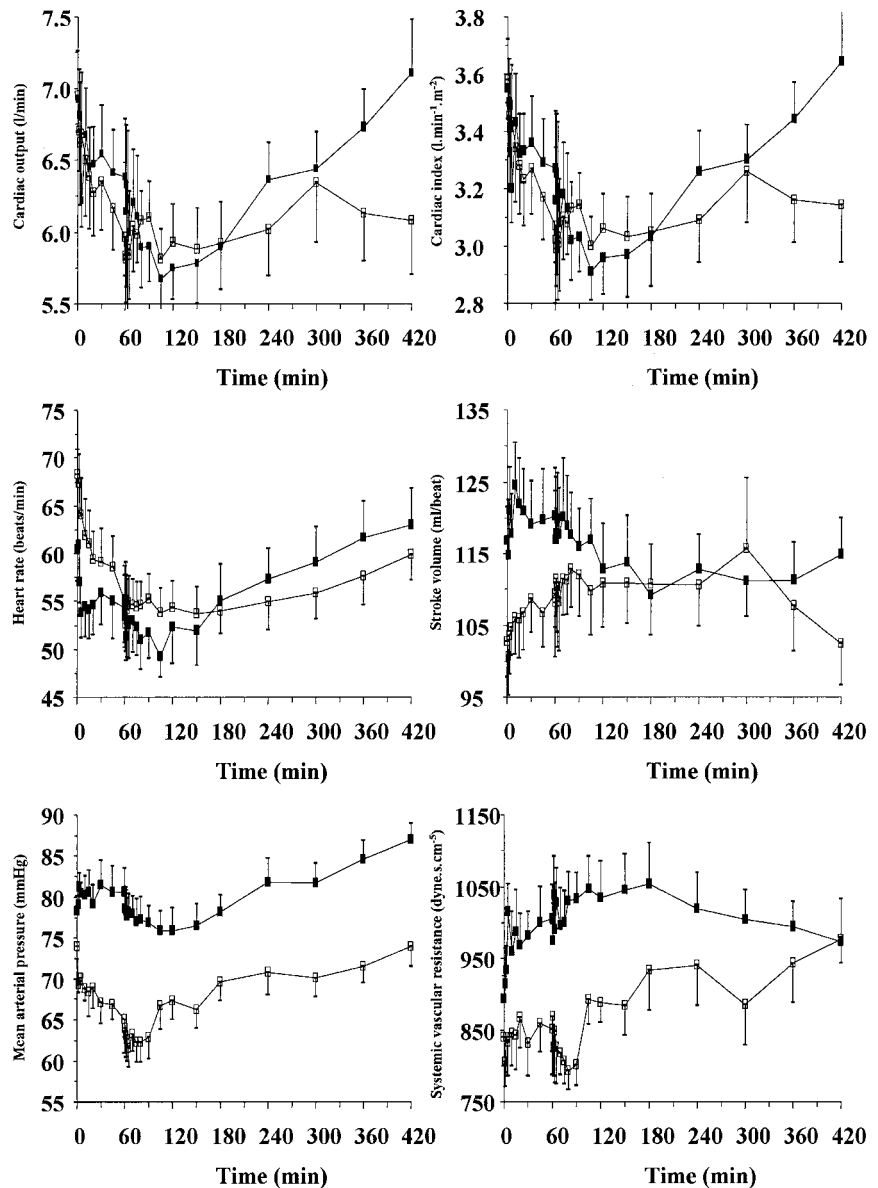 Cardiac output (l/min)
7.5
7.0
6.5
6.0
5.5
0 60 120 180 240 300 360 420
Time (min)
Cardiac index (l.min⁻¹.m⁻²)
3.8
3.6
3.4
3.2
3.0
2.8
0 60 120 180 240 300 360 420
Time (min)
Heart rate (beats/min)
75
70
65
60
55
50
45
0 60 120 180 240 300 360 420
Time (min)
Stroke volume (ml/beat)
135
125
115
105
95
0 60 120 180 240 300 360 420
Time (min)
Mean arterial pressure (mmHg)
90
85
80
75
70
65
60
55
0 60 120 180 240 300 360 420
Time (min)
Systemic vascular resistance (dyne.s.cm⁻⁵)
1150
1050
950
850
750
0 60 120 180 240 300 360 420
Time (min)